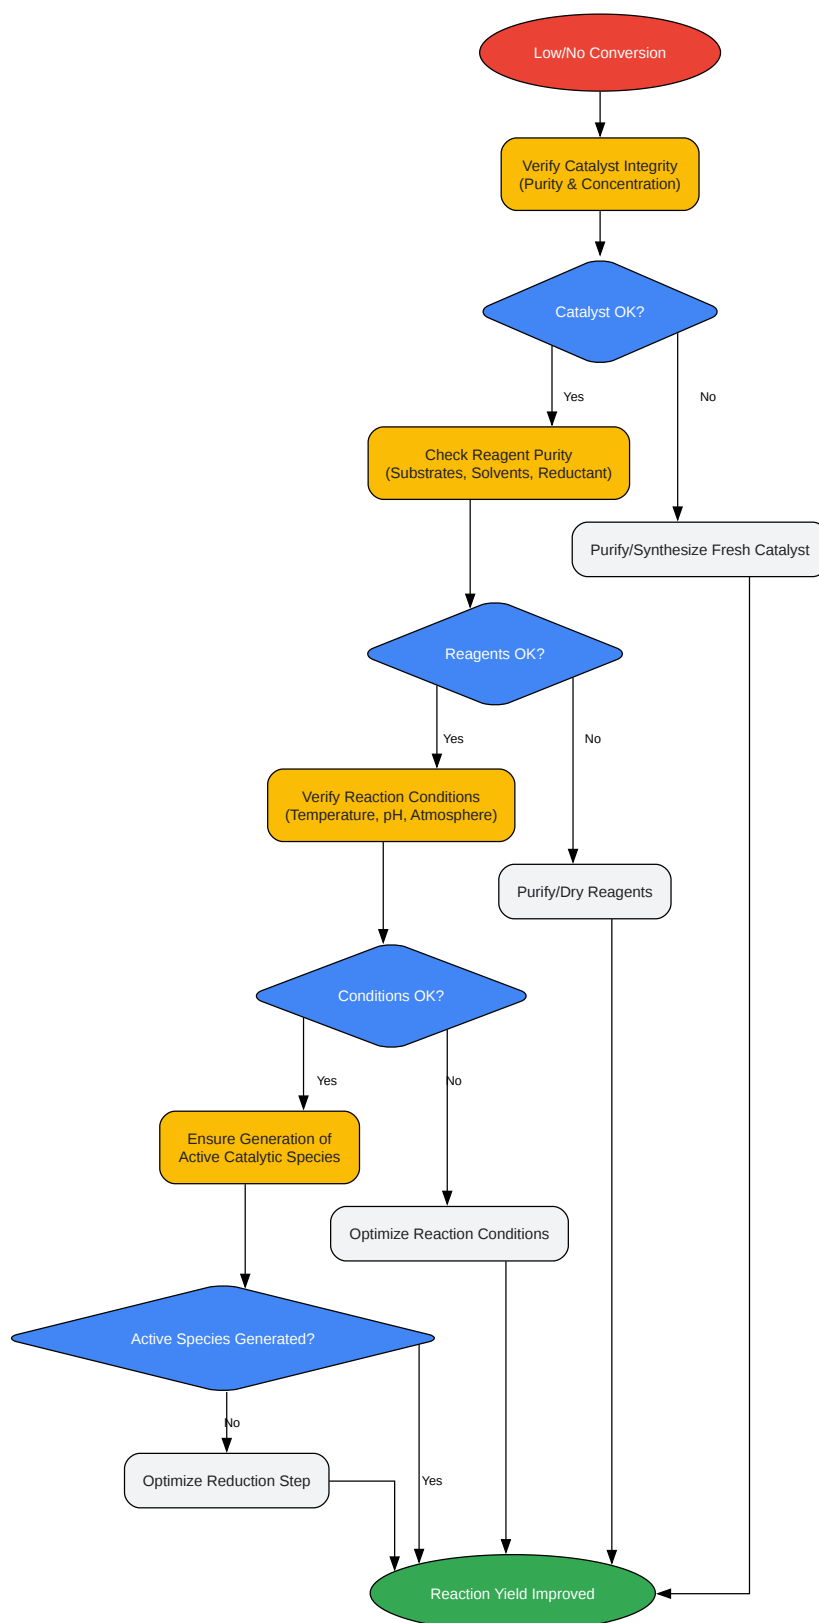 Low/No Conversion
Verify Catalyst Integrity
(Purity & Concentration)
Catalyst OK?
Yes
No
Check Reagent Purity
(Substrates, Solvents, Reductant)
Purify/Synthesize Fresh Catalyst
Reagents OK?
Yes
No
Verify Reaction Conditions
(Temperature, pH, Atmosphere)
Purify/Dry Reagents
Conditions OK?
Yes
No
Ensure Generation of
Active Catalytic Species
Optimize Reaction Conditions
Active Species Generated?
No
Optimize Reduction Step
Yes
Reaction Yield Improved